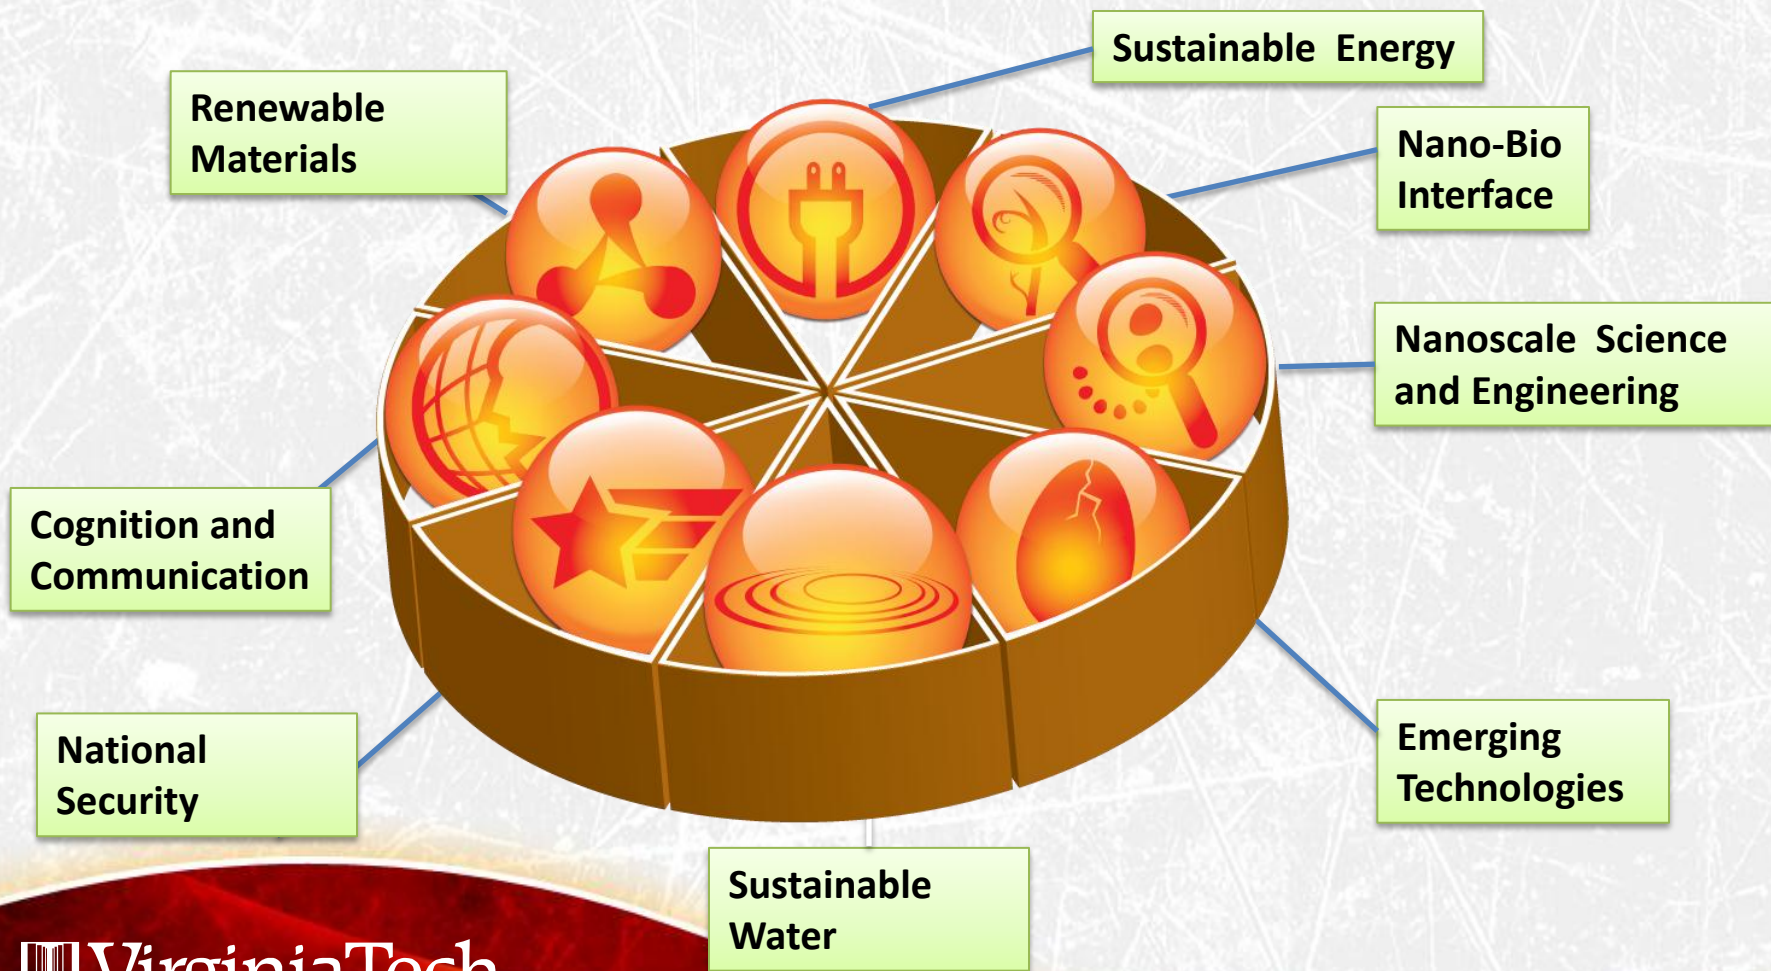 Sustainable Energy
Renewable
Materials
Nano-Bio
Interface
Nanoscale Science
and Engineering
Cognition and
Communication
National
Security
Emerging
Technologies
Sustainable
Water
VirginiaTech